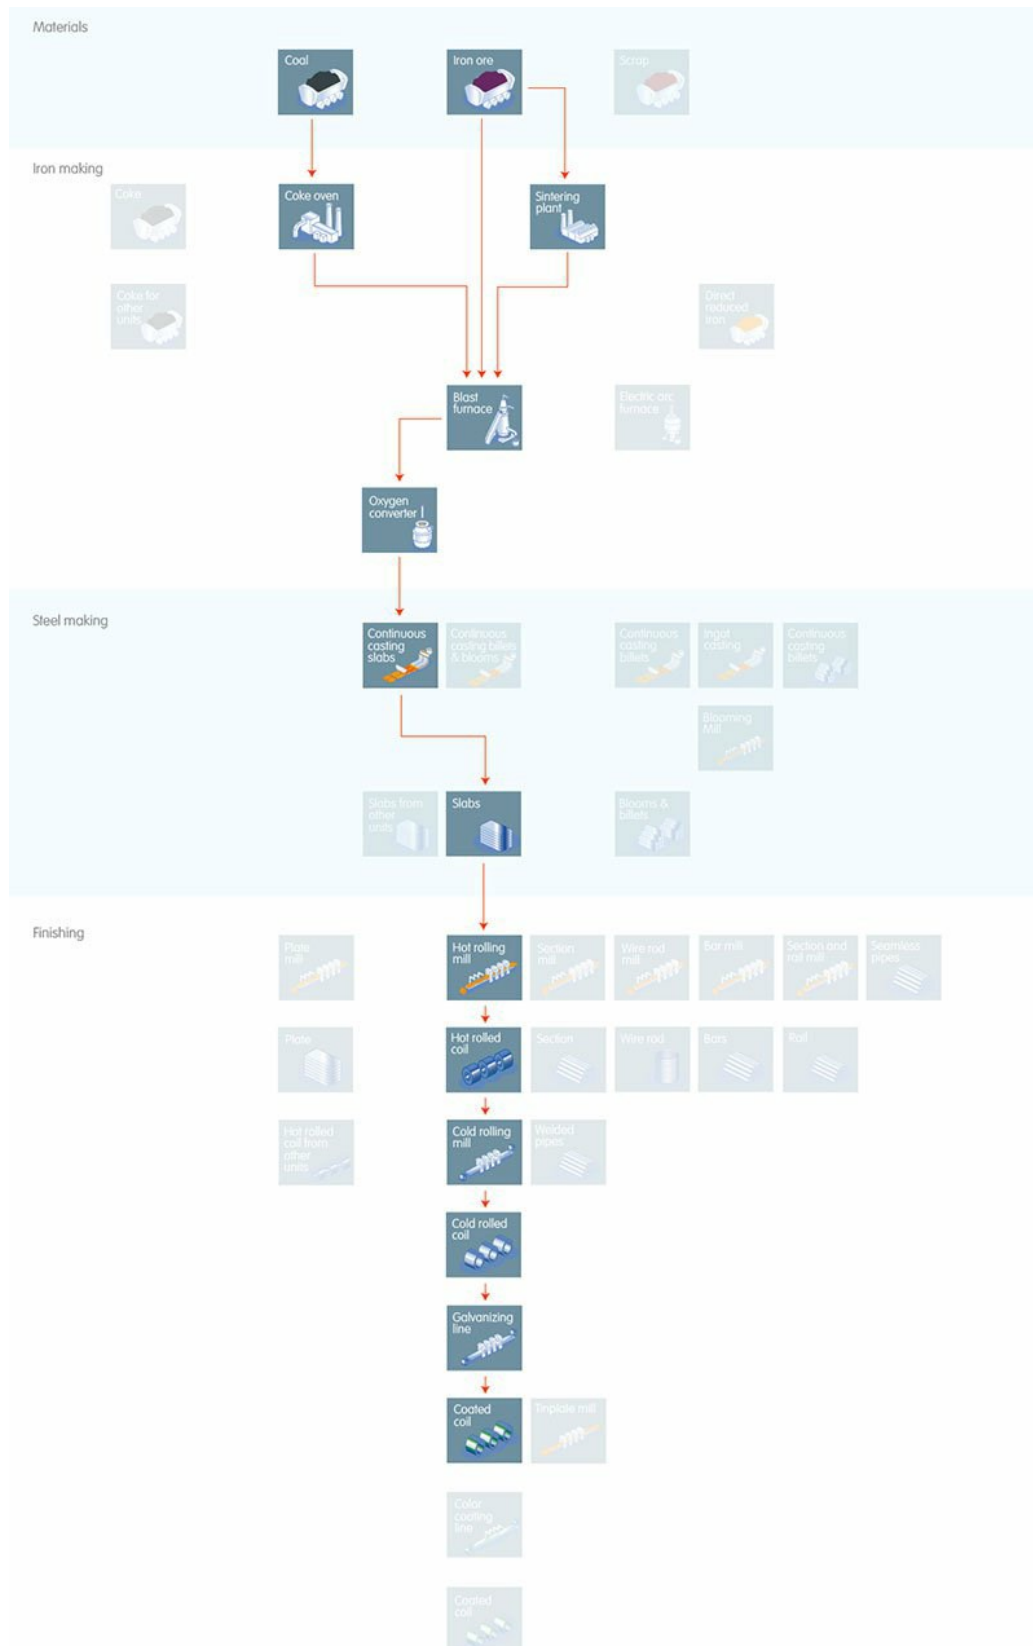 Materials
Coal
Iron ore
Scrap
Iron making
Coke
Coke oven
Sintering
plant
Coke for
other
units
Direct
reduced
iron
Blast
furnace
Electric arc
furnace
Oxygen
converter
Steel making
Continuous
casting
slabs
Continuous
casting billets
& blooms
Continuous
casting
billets
Ingot
casting
Continuous
casting
billets
Blooming
Mill
Slabs from
other
units
Slabs
Blooms &
billets
Finishing
Plate
mill
Hot rolling
mill
Section
mill
Wire rod
mill
Bar mill
Section and
rail mill
Seamless
pipes
Plate
Hot rolled
coil
Section
Wire rod
Bars
Rail
Hot rolled
coil from
other
units
Cold rolling
mill
Welded
pipes
Cold rolled
coil
Galvanizing
line
Coated
coil
Tinplate mill
Color
coating
line
Coated
coil